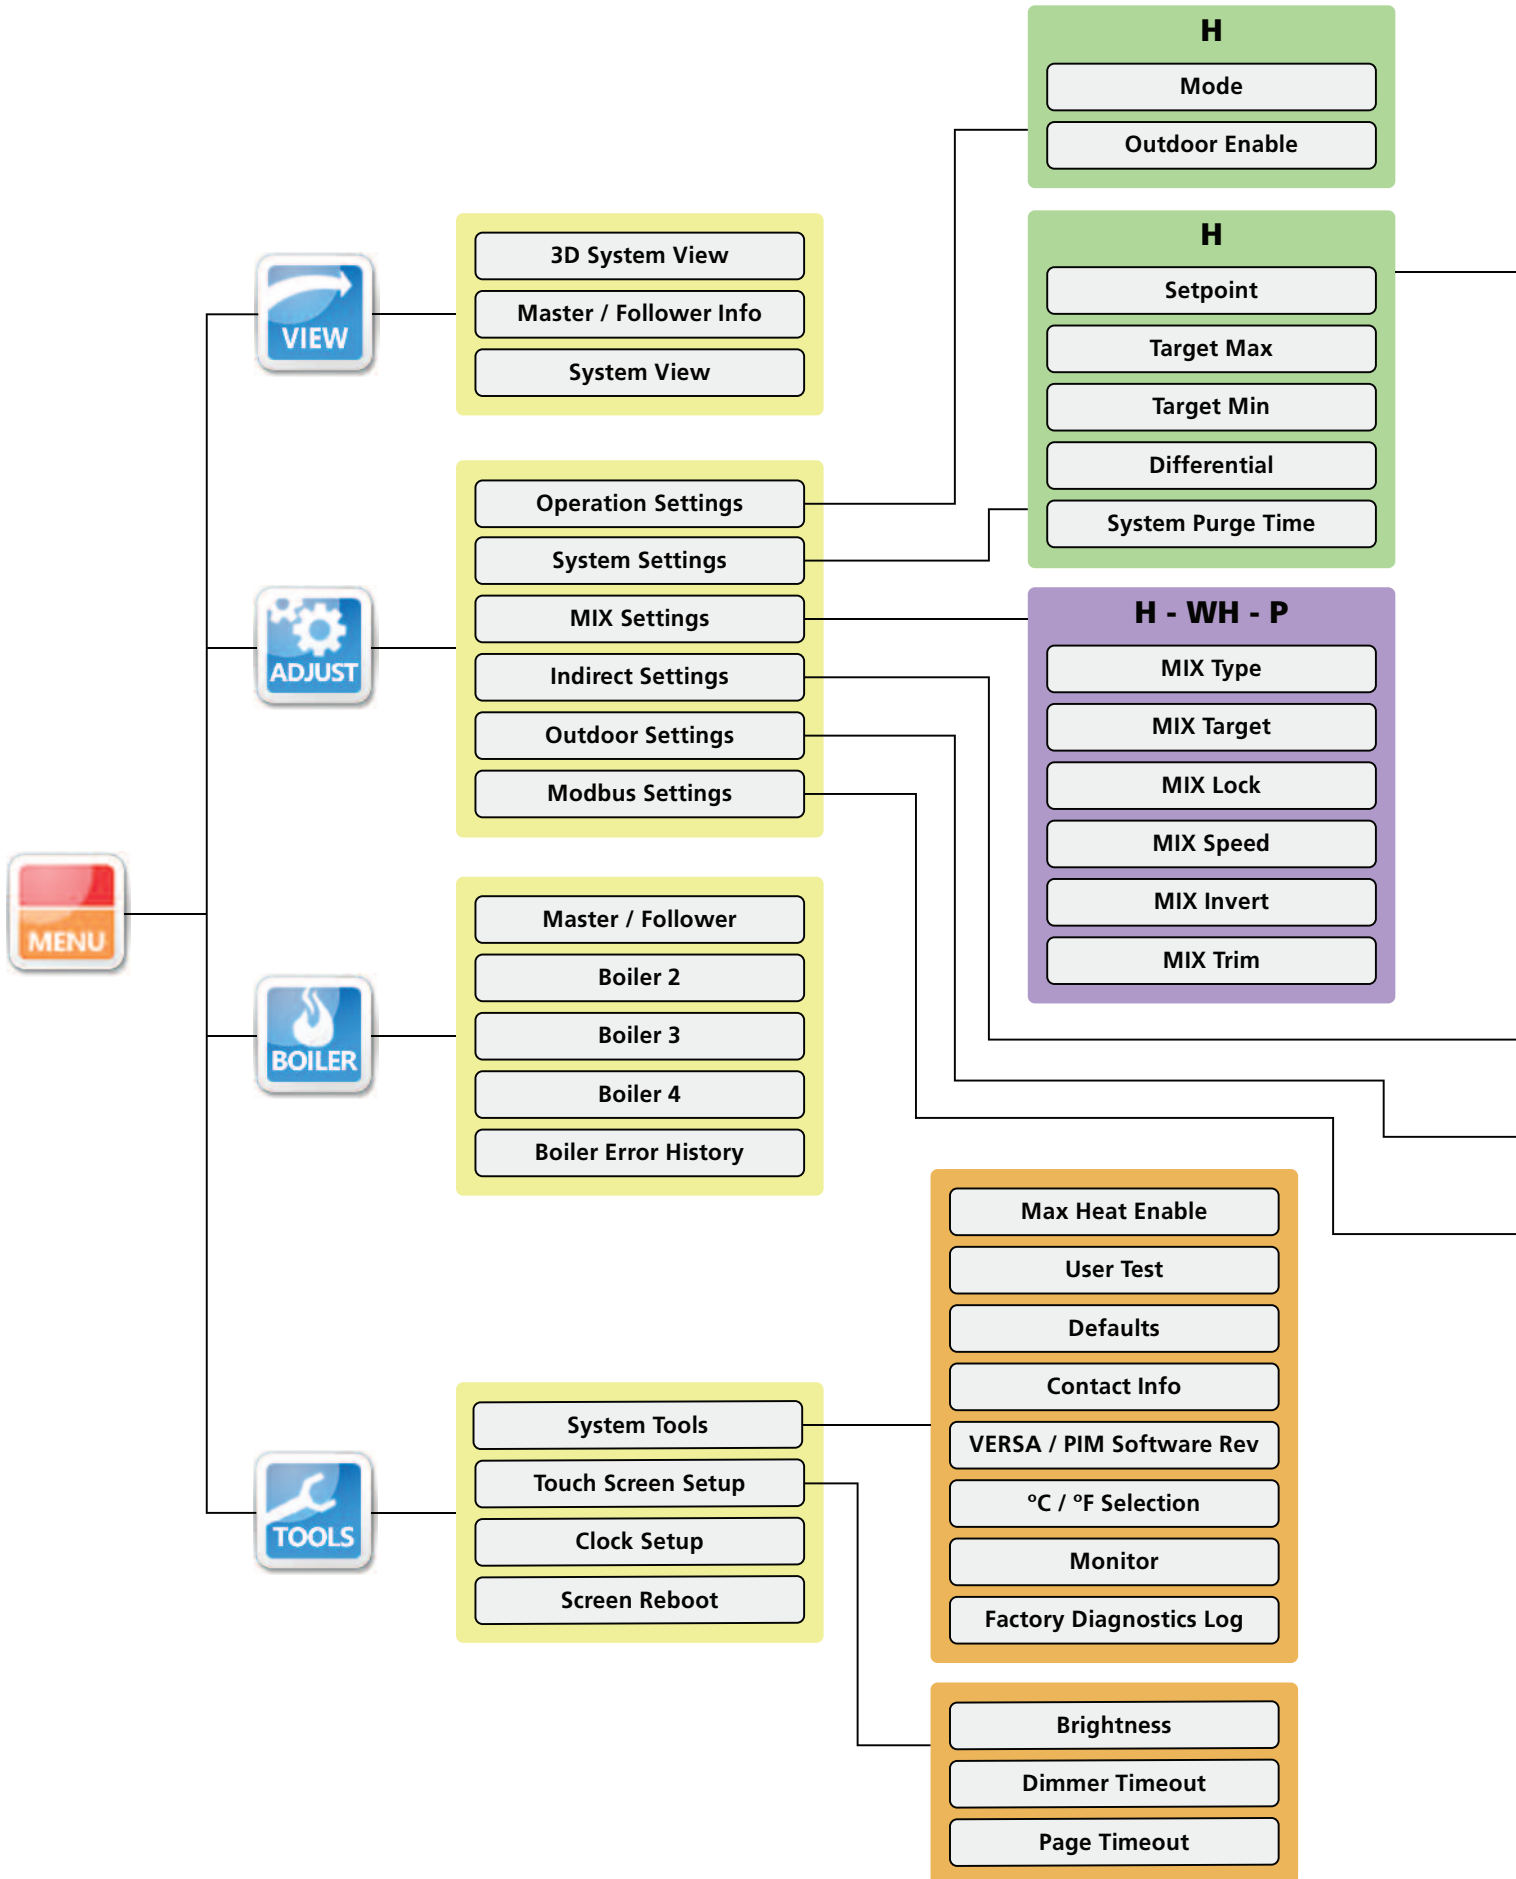 MENU
VIEW
3D System View
Master / Follower Info
System View
ADJUST
Operation Settings
System Settings
MIX Settings
Indirect Settings
Outdoor Settings
Modbus Settings
H
Mode
Outdoor Enable
H
Setpoint
Target Max
Target Min
Differential
System Purge Time
H - WH - P
MIX Type
MIX Target
MIX Lock
MIX Speed
MIX Invert
MIX Trim
BOILER
Master / Follower
Boiler 2
Boiler 3
Boiler 4
Boiler Error History
TOOLS
System Tools
Touch Screen Setup
Clock Setup
Screen Reboot
Max Heat Enable
User Test
Defaults
Contact Info
VERSA / PIM Software Rev
ºC / ºF Selection
Monitor
Factory Diagnostics Log
Brightness
Dimmer Timeout
Page Timeout